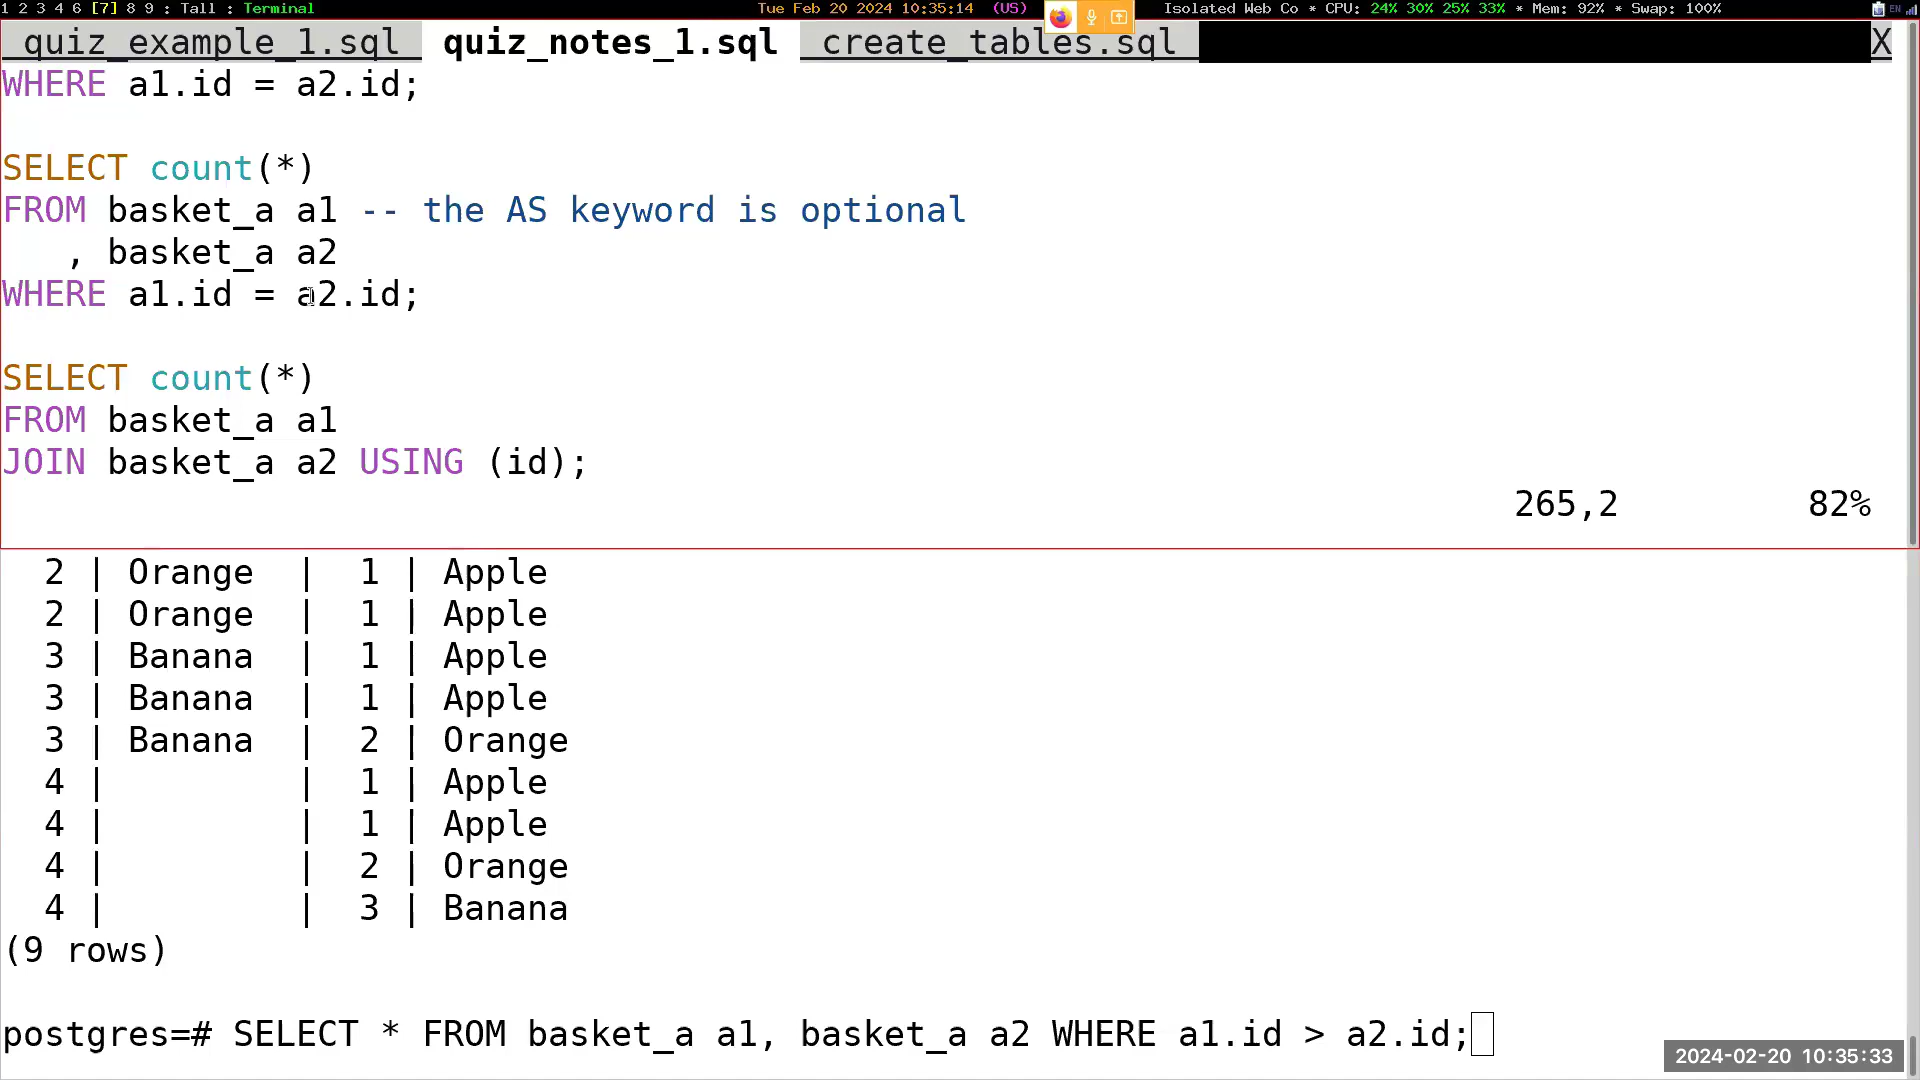 1 2 3 4 6 [7] 8 9 : Tall : Terminal Tue Feb 20 2024 10:35:14 (US) Isolated Web Co * CPU: 24% 30% 25% 33% * Mem: 92% * Swap: 100% EN
quiz_example_1.sql quiz_notes_1.sql create_tables.sql X
WHERE a1.id = a2.id;
SELECT count(*)
FROM basket_a a1 -- the AS keyword is optional
   , basket_a a2
WHERE a1.id = a2.id;
SELECT count(*)
FROM basket_a a1
JOIN basket_a a2 USING (id);
265,2 82%
  2 | Orange  |  1 | Apple
  2 | Orange  |  1 | Apple
  3 | Banana  |  1 | Apple
  3 | Banana  |  1 | Apple
  3 | Banana  |  2 | Orange
  4 |         |  1 | Apple
  4 |         |  1 | Apple
  4 |         |  2 | Orange
  4 |         |  3 | Banana
(9 rows)
postgres=# SELECT * FROM basket_a a1, basket_a a2 WHERE a1.id > a2.id;
2024-02-20 10:35:33